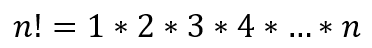 n! = 1 * 2 * 3 * 4 * ... * n